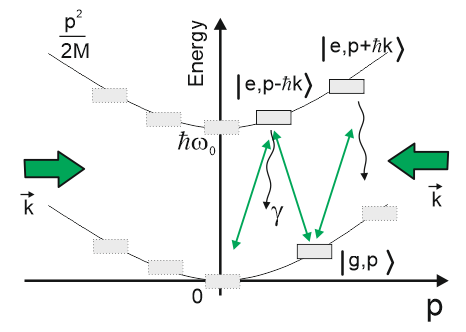 p²
2M
Energy
|e,p-ħk⟩
|e,p+ħk⟩
ħω₀
k⃗
γ
k⃗
|g,p⟩
0
p